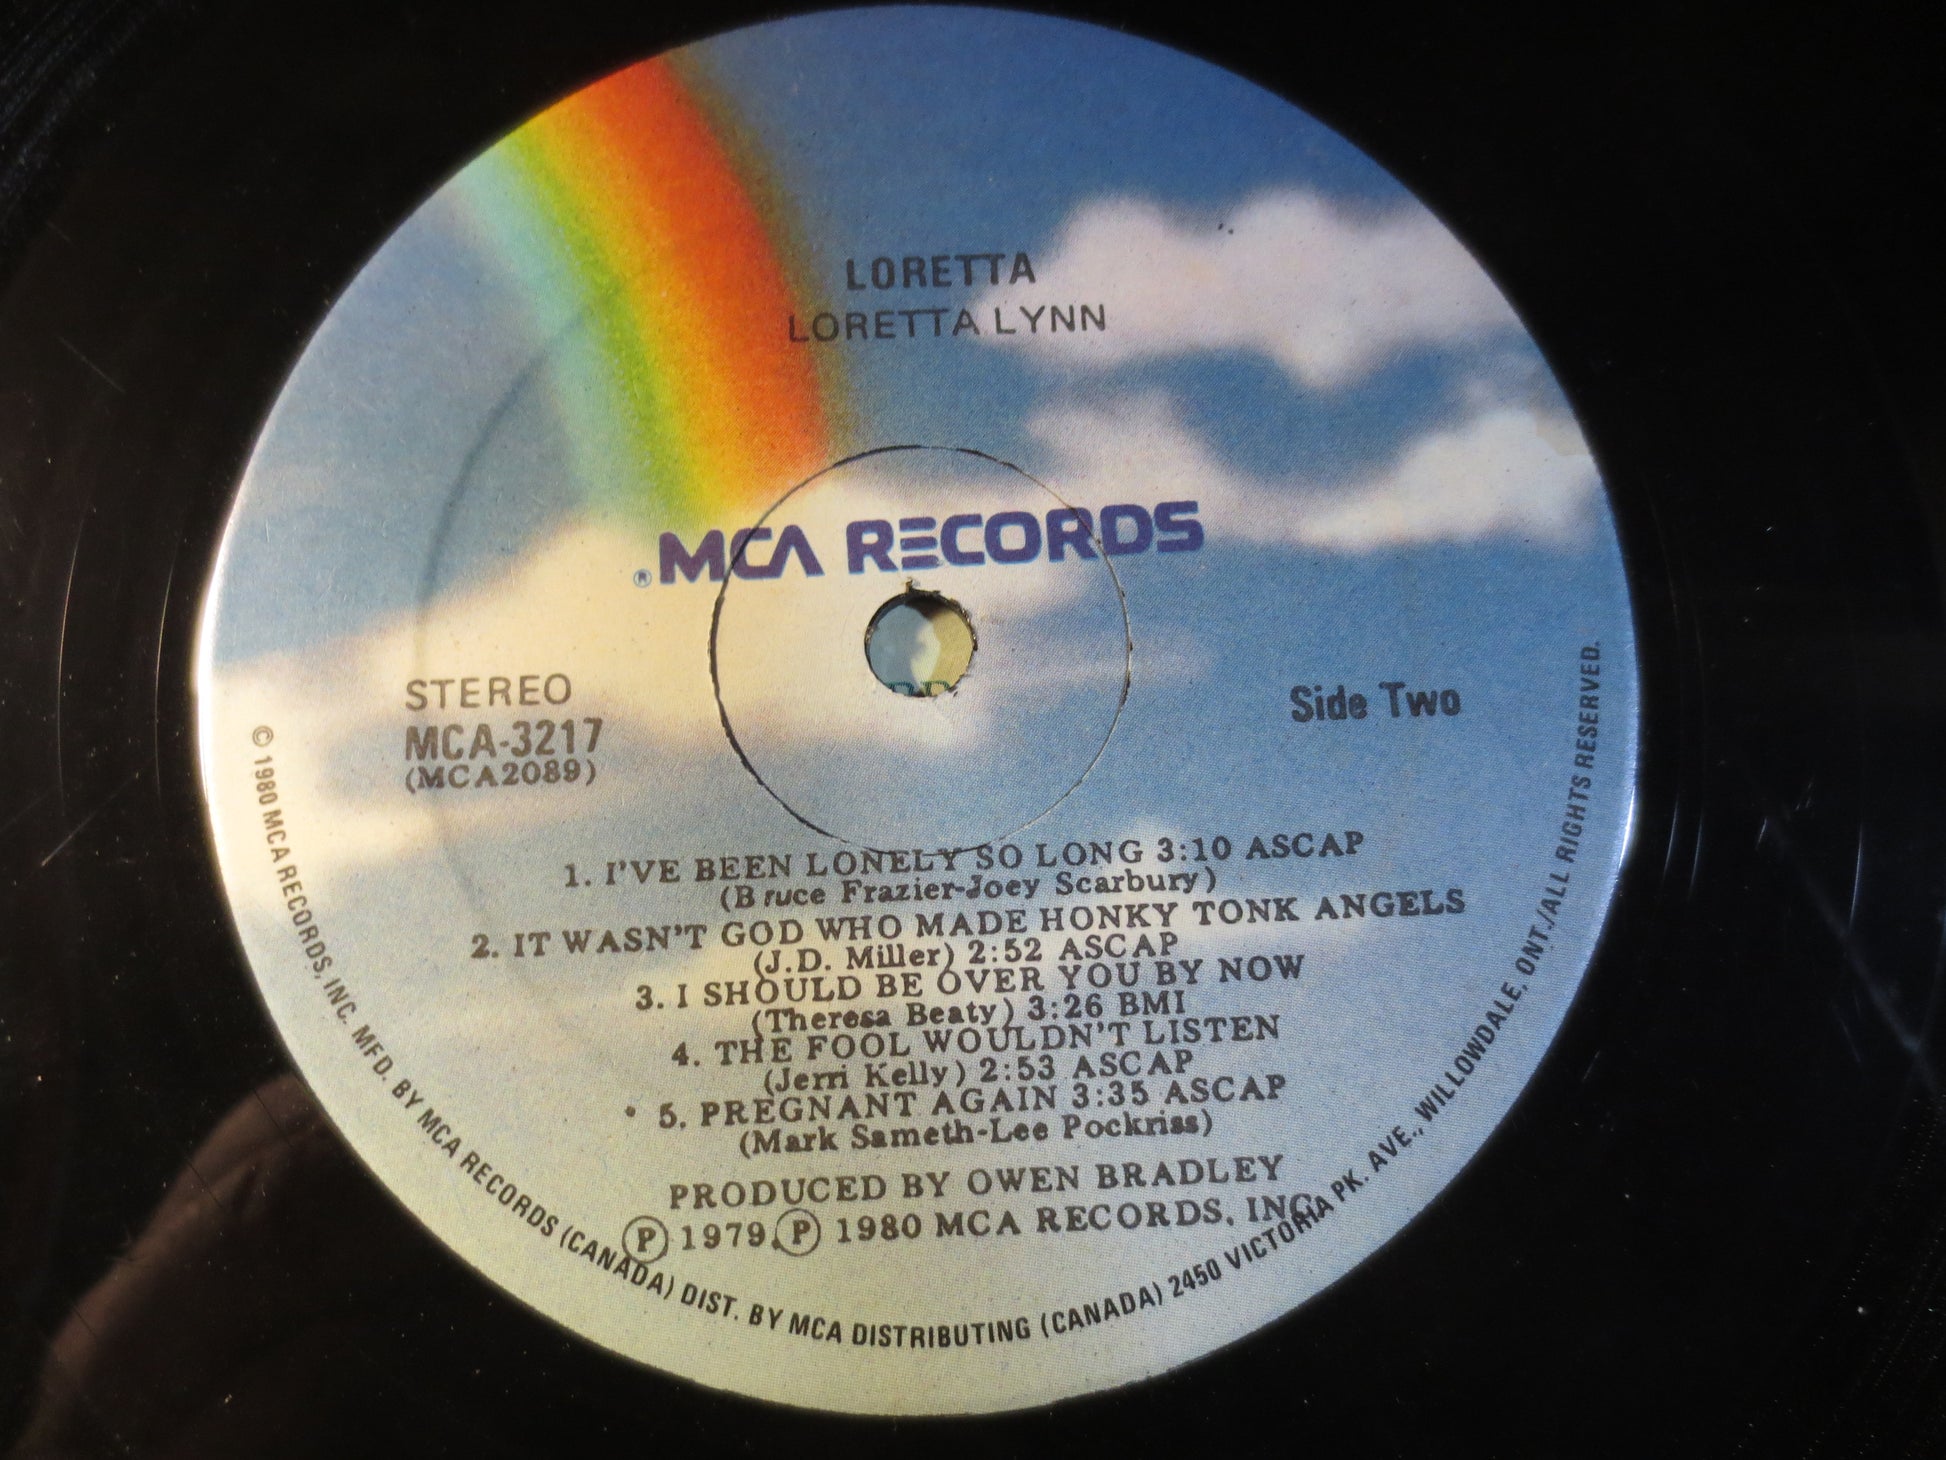 LORETTA
LORETTA LYNN
® MCA RECORDS
STEREO
MCA-3217
(MCA2089)
Side Two
1. I'VE BEEN LONELY SO LONG 3:10 ASCAP
(Bruce Frazier-Joey Scarbury)
2. IT WASN'T GOD WHO MADE HONKY TONK ANGELS
(J.D. Miller) 2:52 ASCAP
3. I SHOULD BE OVER YOU BY NOW
(Theresa Beaty) 3:26 BMI
4. THE FOOL WOULDN'T LISTEN
(Jerri Kelly) 2:53 ASCAP
• 5. PREGNANT AGAIN 3:35 ASCAP
(Mark Sameth-Lee Pockriss)
PRODUCED BY OWEN BRADLEY
Ⓟ 1979, Ⓟ 1980 MCA RECORDS, INC.
© 1980 MCA RECORDS, INC. MFD. BY MCA RECORDS (CANADA) DIST. BY MCA DISTRIBUTING (CANADA) 2450 VICTORIA PK. AVE., WILLOWDALE, ONT./ALL RIGHTS RESERVED.